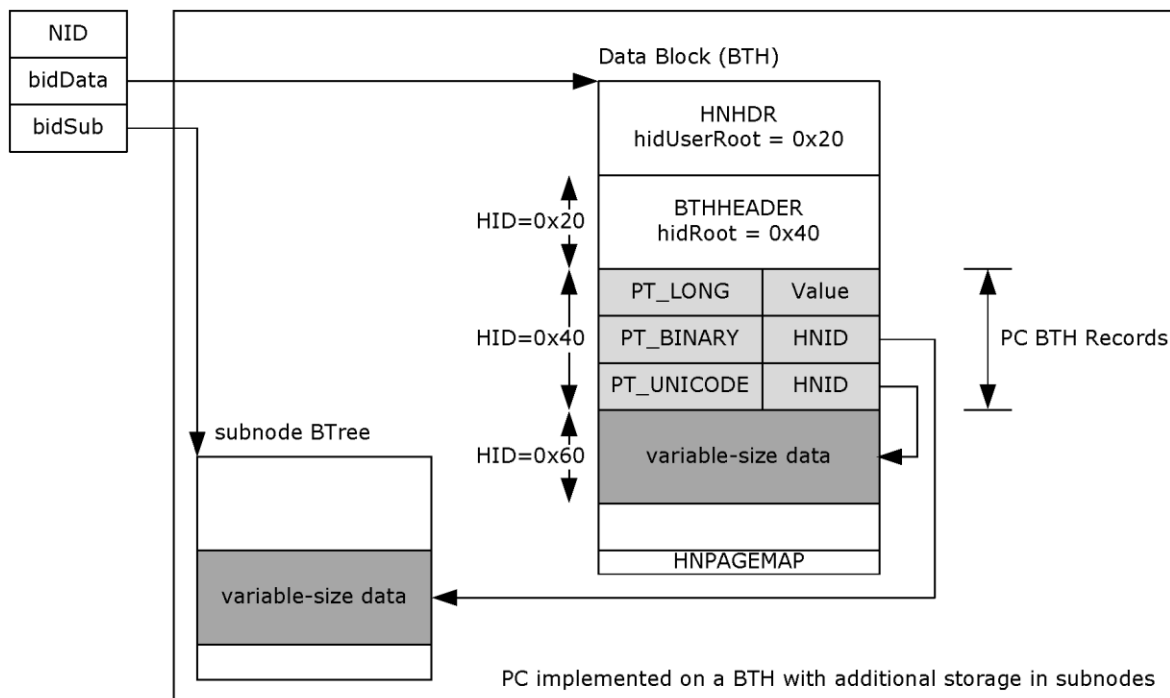 NID
bidData
bidSub
Data Block (BTH)
HNHDR
hidUserRoot = 0x20
HID=0x20
BTHHEADER
hidRoot = 0x40
HID=0x40
PT_LONG Value
PT_BINARY HNID
PT_UNICODE HNID
PC BTH Records
HID=0x60
variable-size data
HNPAGEMAP
subnode BTree
variable-size data
PC implemented on a BTH with additional storage in subnodes